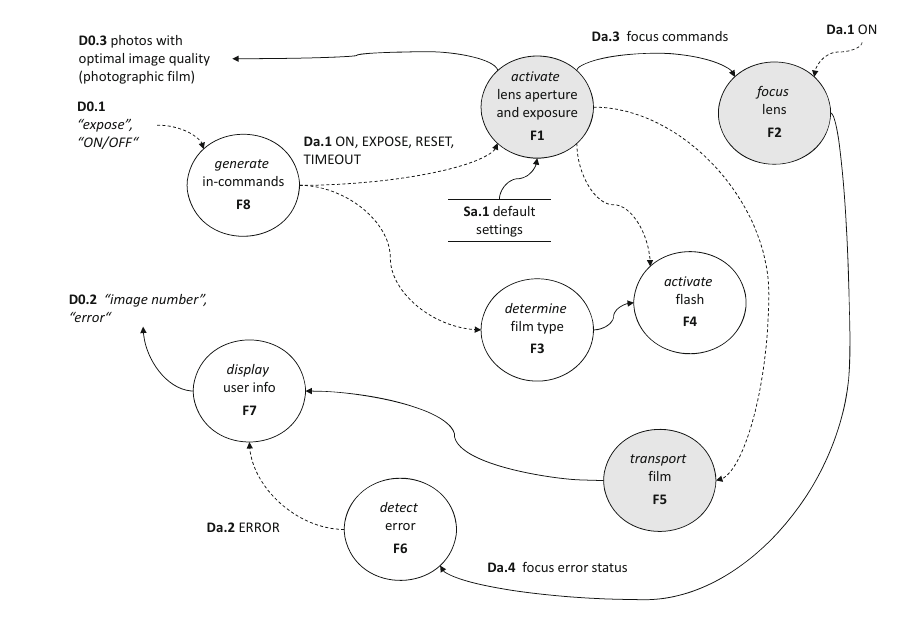 D0.3 photos with
optimal image quality
(photographic film)
Da.3 focus commands
Da.1 ON
activate
lens aperture
and exposure
F1
focus
lens
F2
D0.1
“expose”,
“ON/OFF“
generate
in-commands
F8
Da.1 ON, EXPOSE, RESET,
TIMEOUT
Sa.1 default
settings
D0.2 “image number”,
“error“
determine
film type
F3
activate
flash
F4
display
user info
F7
transport
film
F5
Da.2 ERROR
detect
error
F6
Da.4 focus error status